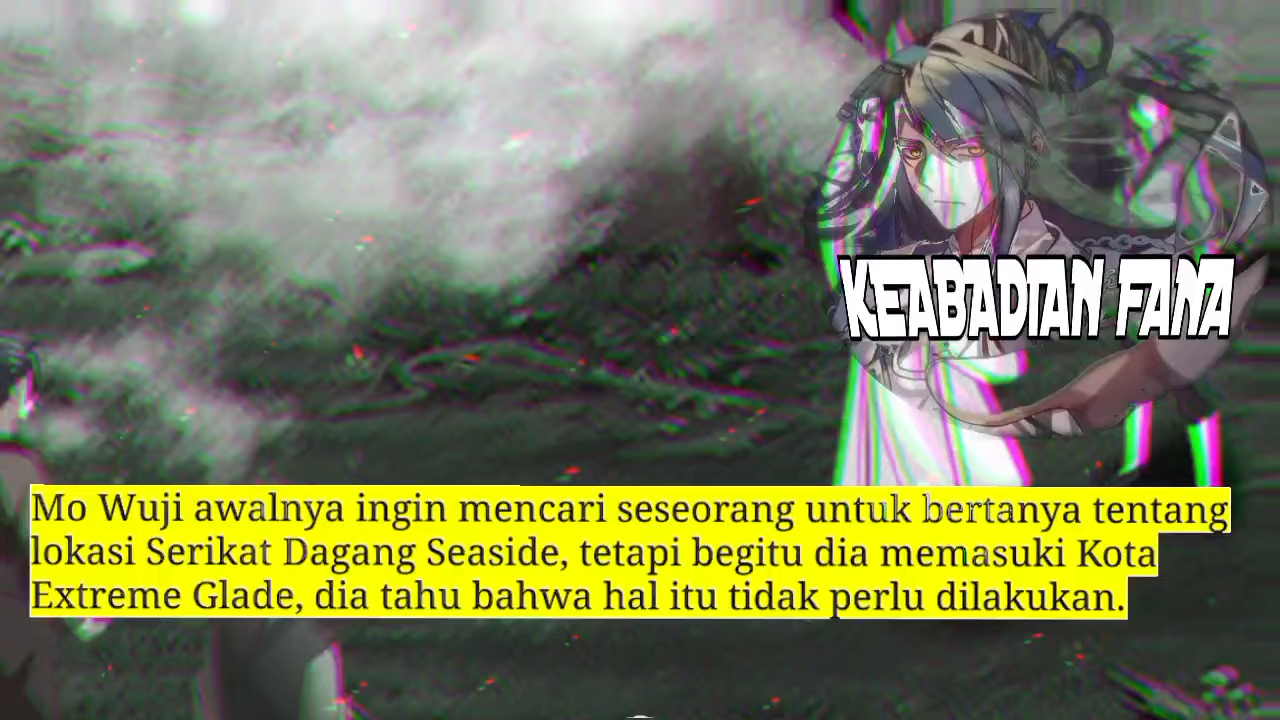 KEABADIAN FANA
Mo Wuji awalnya ingin mencari seseorang untuk bertanya tentang
lokasi Serikat Dagang Seaside, tetapi begitu dia memasuki Kota
Extreme Glade, dia tahu bahwa hal itu tidak perlu dilakukan.